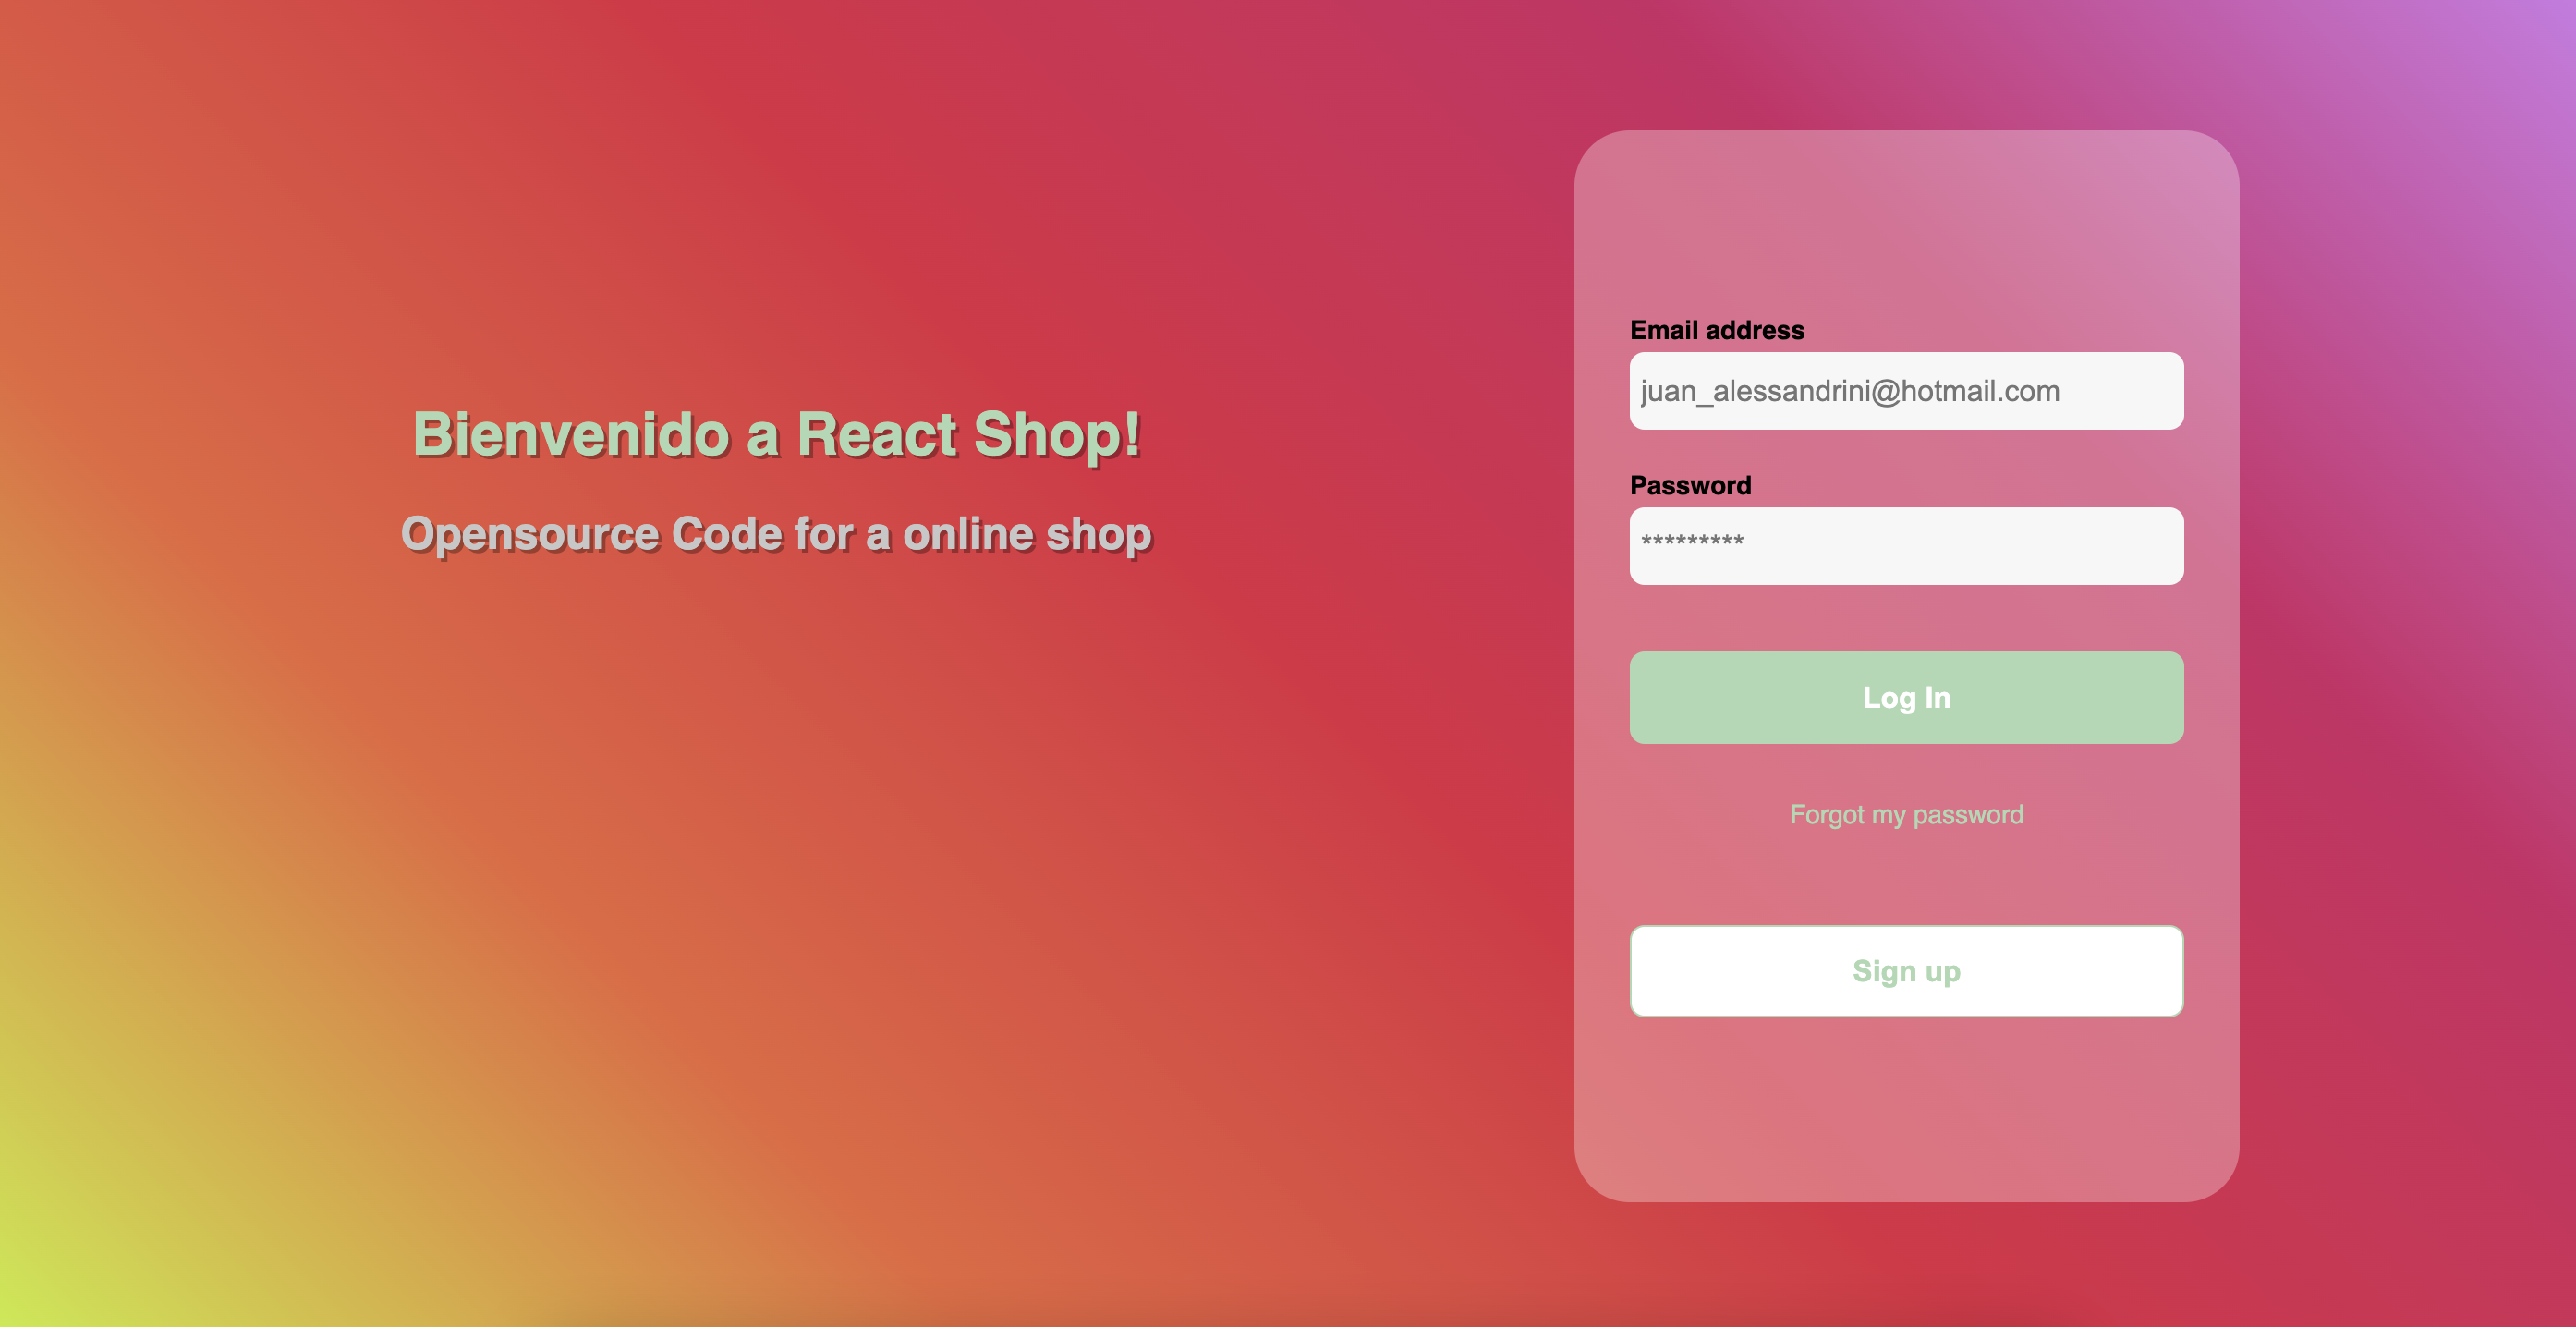 Bienvenido a React Shop!
Opensource Code for a online shop
Email address
juan_alessandrini@hotmail.com
Password
*********
Log In
Forgot my password
Sign up